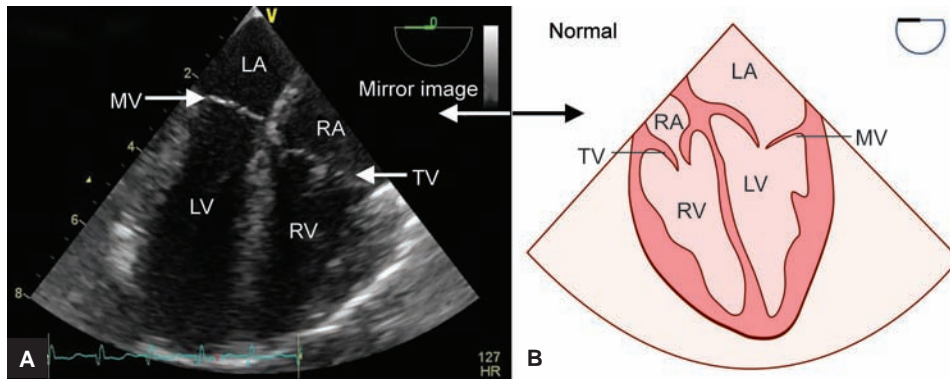 V
LA
2
MV
Mirror image
RA
4
TV
LV
RV
6
8
A
127
HR
Normal
LA
RA
MV
TV
LV
RV
B